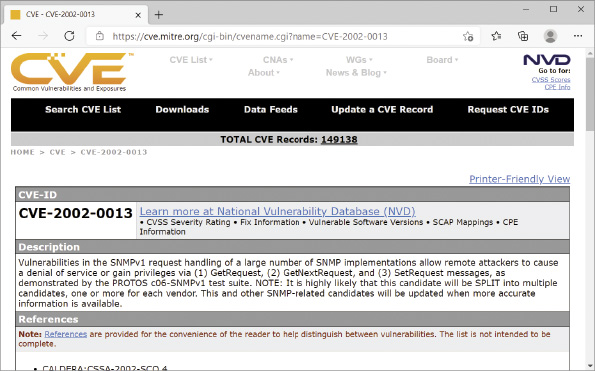 CVE - CVE-2002-0013
https://cve.mitre.org/cgi-bin/cvename.cgi?name=CVE-2002-0013
CVE™
Common Vulnerabilities and Exposures
CVE List CNAs WGs Board
About News & Blog
NVD
Go to for:
CVSS Scores
CPE Info
Search CVE List Downloads Data Feeds Update a CVE Record Request CVE IDs
TOTAL CVE Records: 149138
HOME > CVE > CVE-2002-0013
Printer-Friendly View
CVE-ID
CVE-2002-0013
Learn more at National Vulnerability Database (NVD)
• CVSS Severity Rating • Fix Information • Vulnerable Software Versions • SCAP Mappings • CPE
Information
Description
Vulnerabilities in the SNMPv1 request handling of a large number of SNMP implementations allow remote attackers to cause
a denial of service or gain privileges via (1) GetRequest, (2) GetNextRequest, and (3) SetRequest messages, as
demonstrated by the PROTOS c06-SNMPv1 test suite. NOTE: It is highly likely that this candidate will be SPLIT into multiple
candidates, one or more for each vendor. This and other SNMP-related candidates will be updated when more accurate
information is available.
References
Note: References are provided for the convenience of the reader to help distinguish between vulnerabilities. The list is not intended to be
complete.
• CALDERA:CSSA-2002-SCO.4